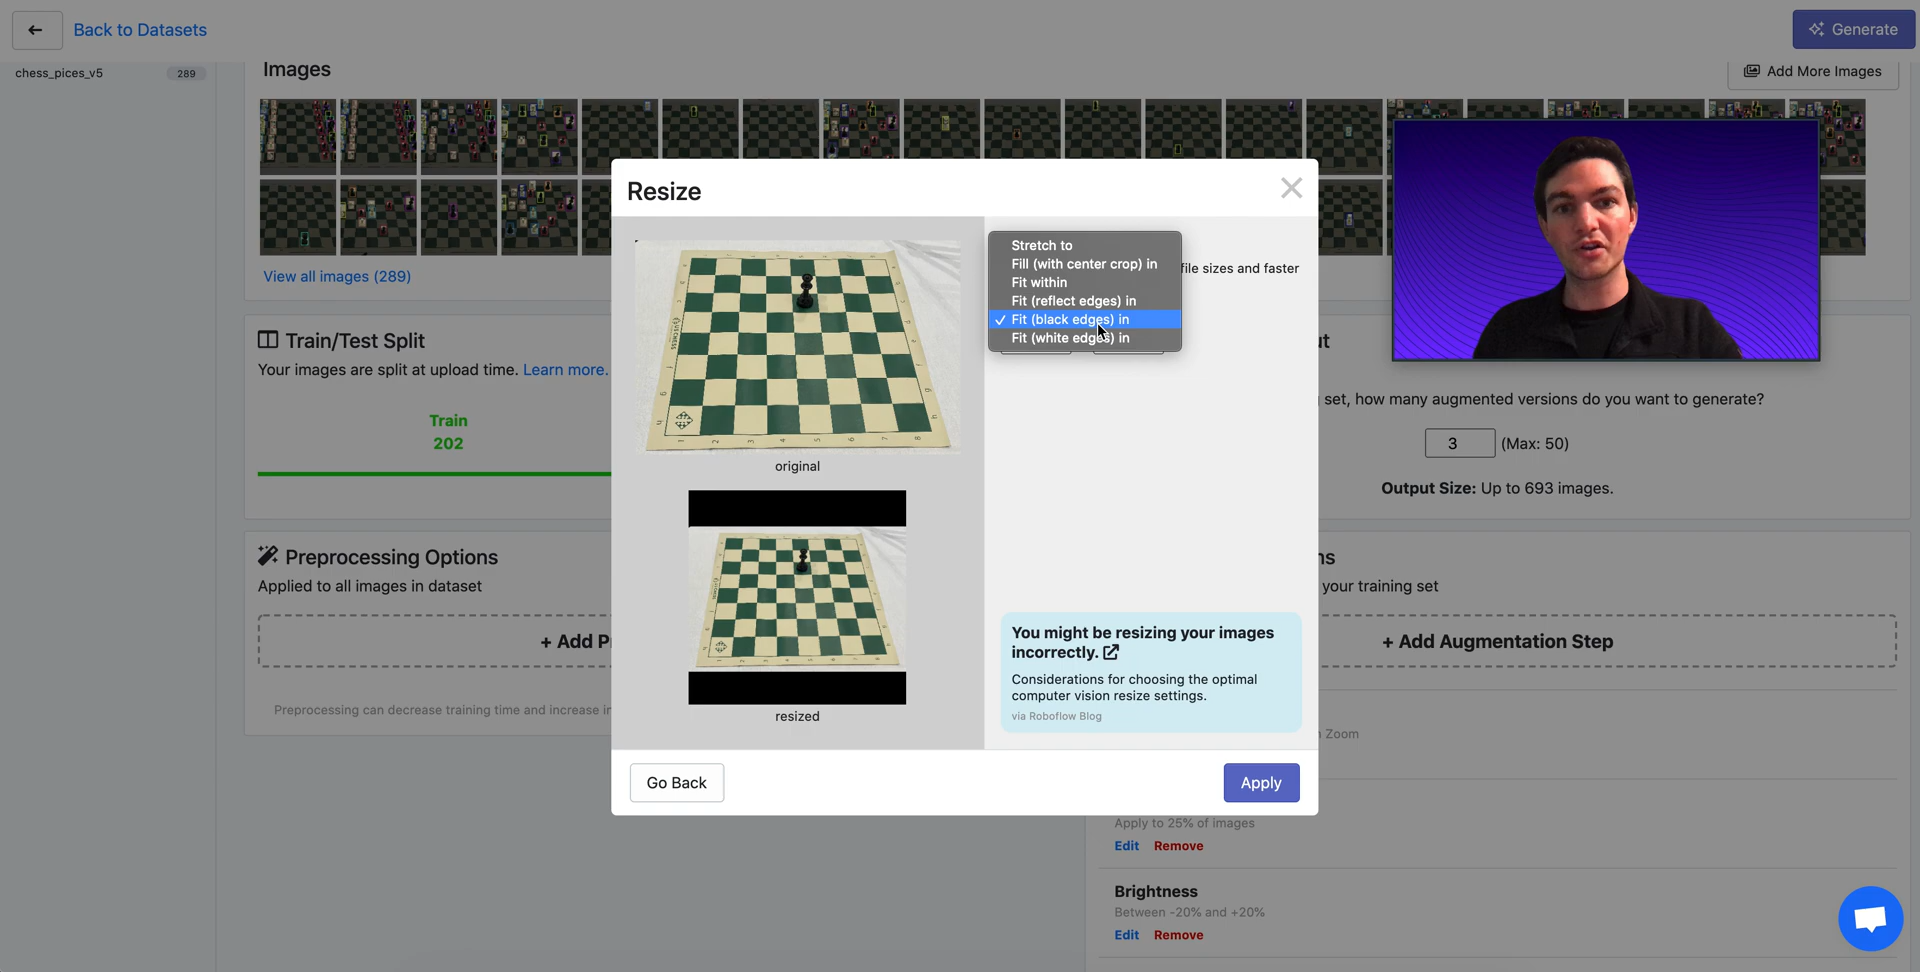 Back to Datasets
Generate
chess_pices_v5
289
Images
Add More Images
View all images (289)
Train/Test Split
Your images are split at upload time. Learn more.
Train
202
Preprocessing Options
Applied to all images in dataset
+ Add P
Preprocessing can decrease training time and increase
Resize
original
resized
Stretch to
Fill (with center crop) in
Fit within
Fit (reflect edges) in
✓ Fit (black edges) in
Fit (white edges) in
file sizes and faster
You might be resizing your images
incorrectly.
Considerations for choosing the optimal
computer vision resize settings.
via Roboflow Blog
Go Back
Apply
set, how many augmented versions do you want to generate?
3 (Max: 50)
Output Size: Up to 693 images.
your training set
+ Add Augmentation Step
Zoom
Apply to 25% of images
Edit Remove
Brightness
Between -20% and +20%
Edit Remove